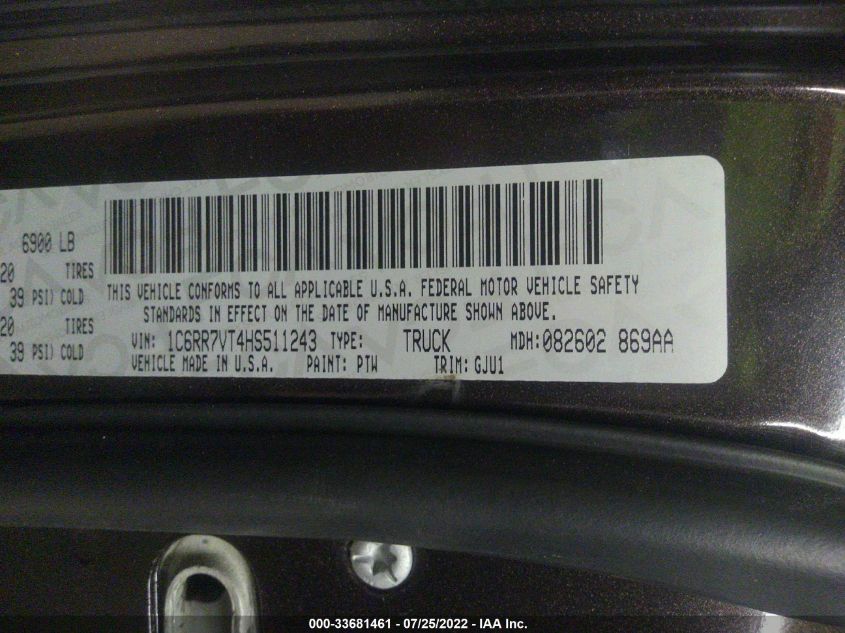 6900 LB
20 TIRES
39 PSI) COLD
20 TIRES
39 PSI) COLD
THIS VEHICLE CONFORMS TO ALL APPLICABLE U.S.A. FEDERAL MOTOR VEHICLE SAFETY
STANDARDS IN EFFECT ON THE DATE OF MANUFACTURE SHOWN ABOVE.
VIN: 1C6RR7VT4HS511243 TYPE: TRUCK MDH:082602 869AA
VEHICLE MADE IN U.S.A. PAINT: PTW TRIM: GJU1
000-33681461 - 07/25/2022 - IAA Inc.